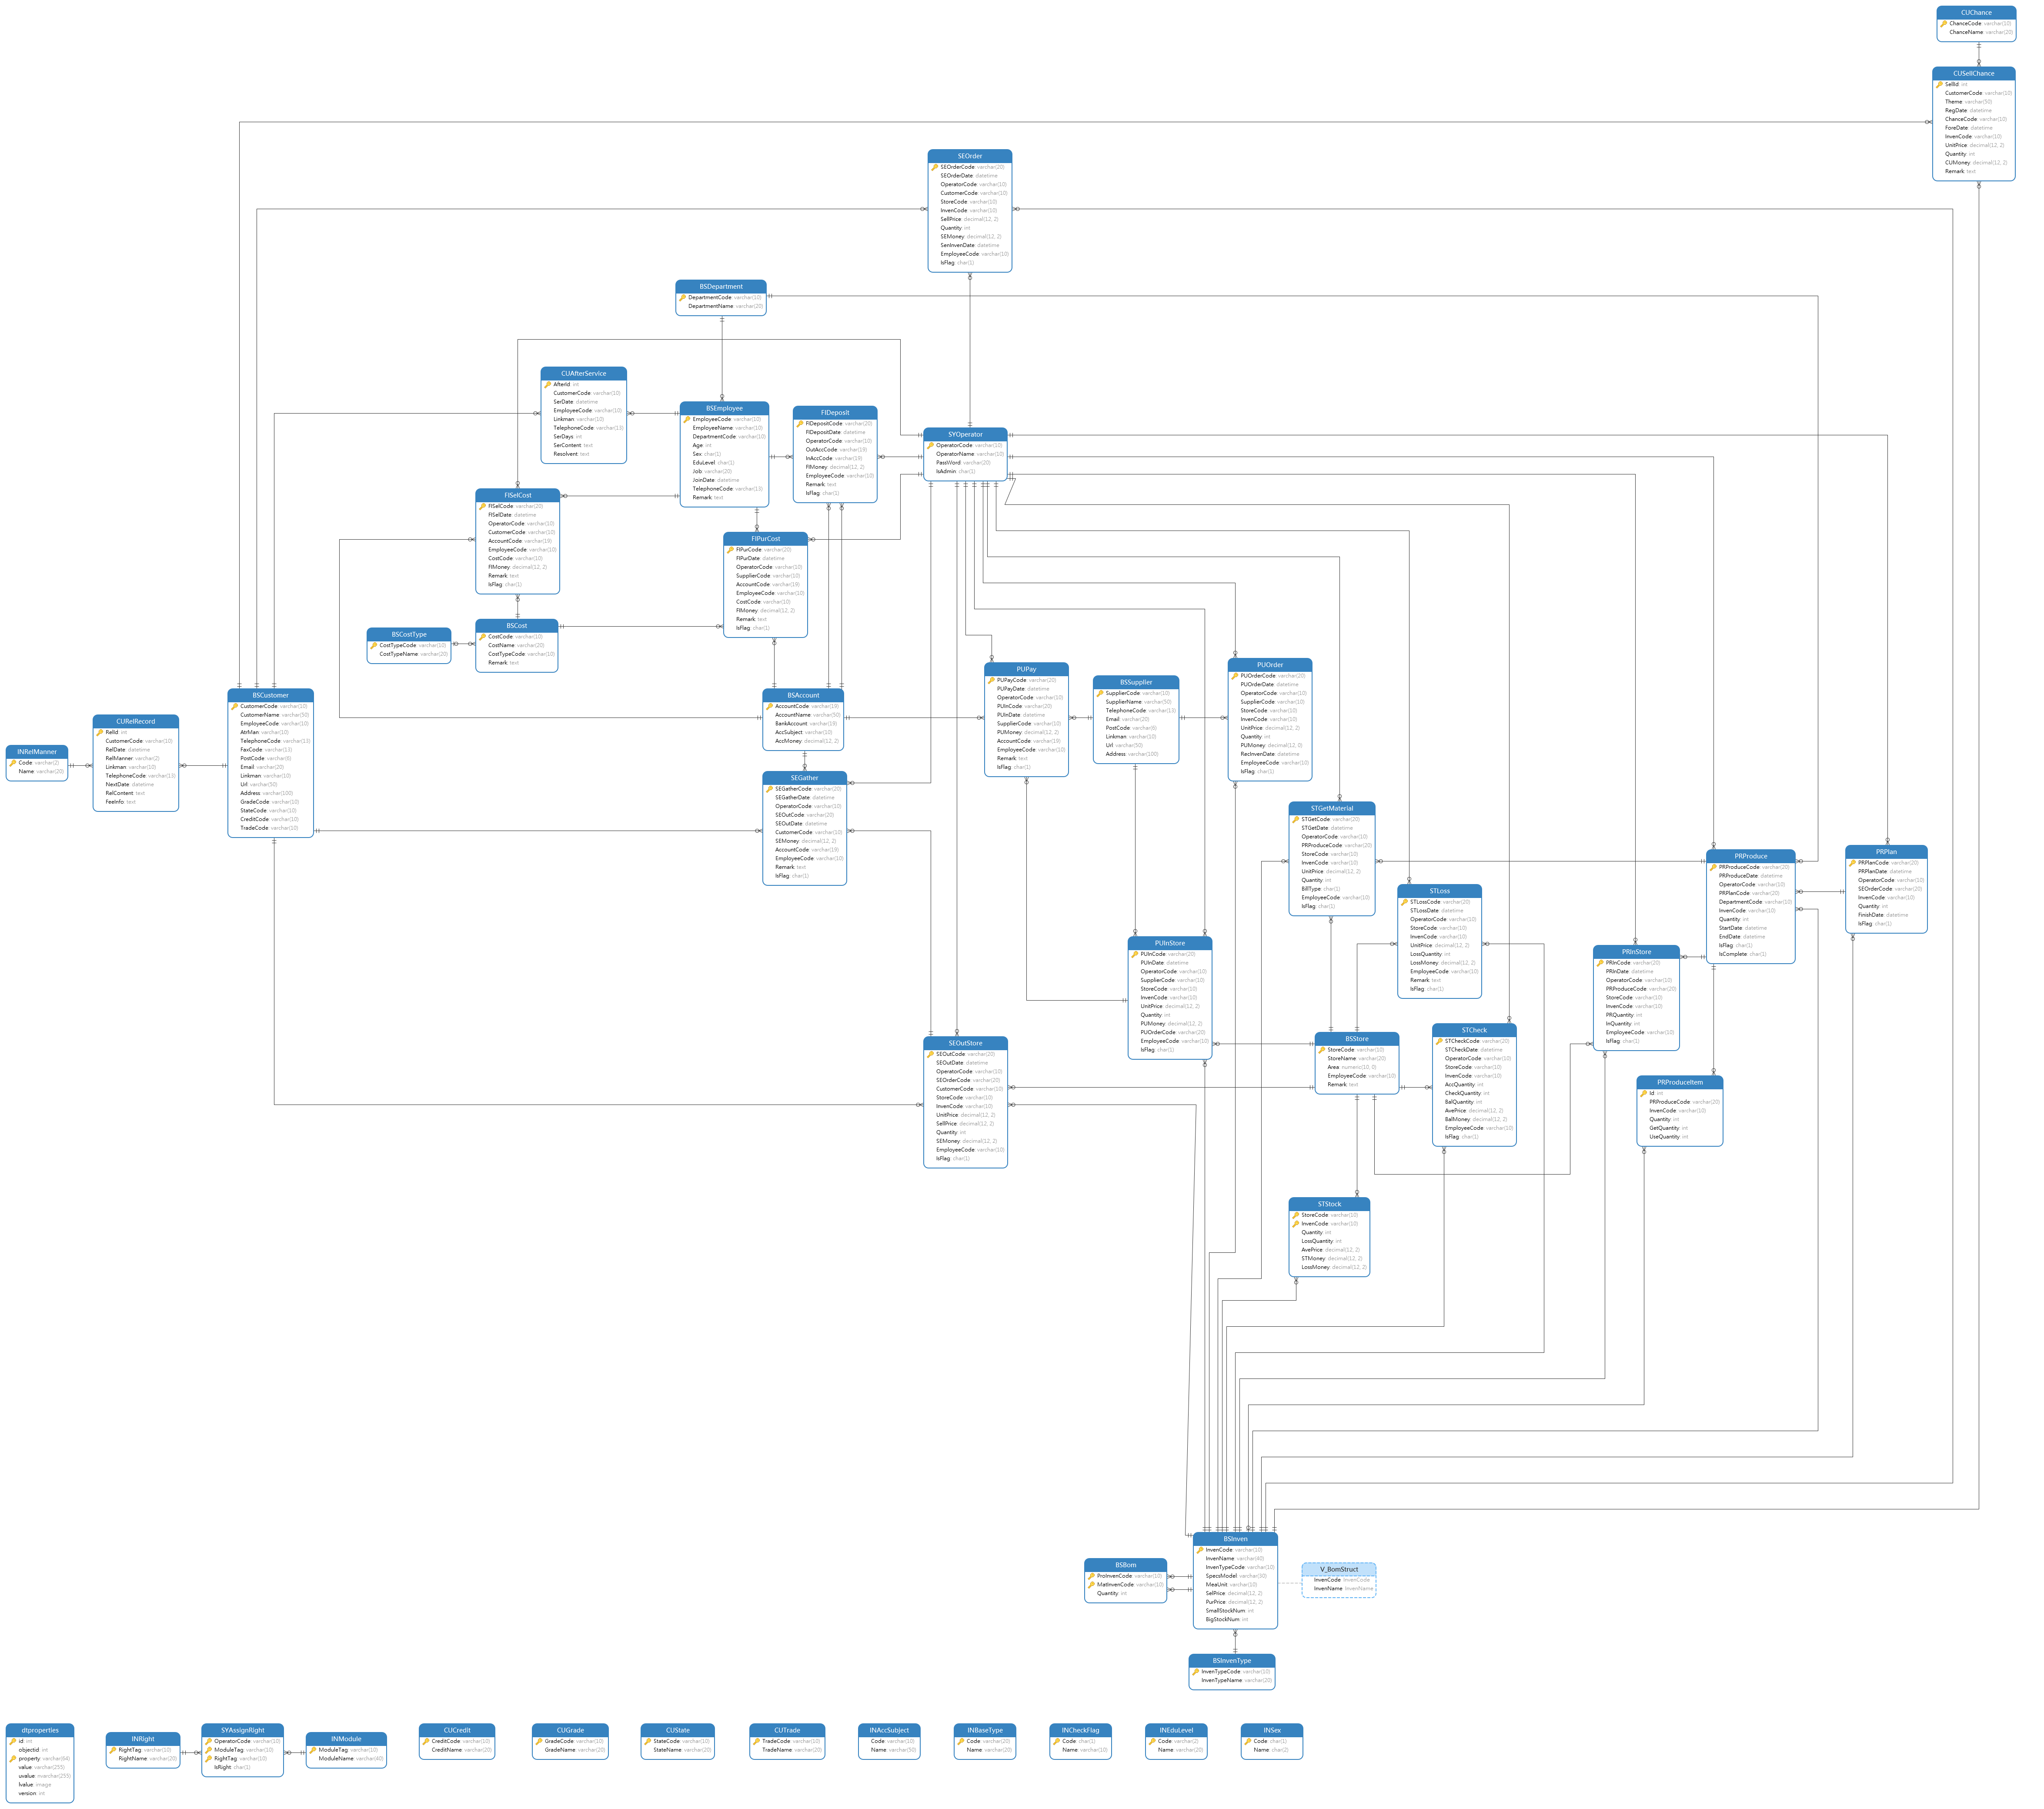 CUChance
ChanceCode: varchar(10)
ChanceName: varchar(20)
CUSellChance
SellId: int
CustomerCode: varchar(10)
Theme: varchar(50)
RegDate: datetime
ChanceCode: varchar(10)
ForeDate: datetime
InvenCode: varchar(10)
UnitPrice: decimal(12, 2)
Quantity: int
CUMoney: decimal(12, 2)
Remark: text
SEOrder
SEOrderCode: varchar(20)
SEOrderDate: datetime
OperatorCode: varchar(10)
CustomerCode: varchar(10)
StoreCode: varchar(10)
InvenCode: varchar(10)
SellPrice: decimal(12, 2)
Quantity: int
SEMoney: decimal(12, 2)
SenInvenDate: datetime
EmployeeCode: varchar(10)
IsFlag: char(1)
BSDepartment
DepartmentCode: varchar(10)
DepartmentName: varchar(20)
CUAfterService
AfterId: int
CustomerCode: varchar(10)
SerDate: datetime
EmployeeCode: varchar(10)
Linkman: varchar(10)
TelephoneCode: varchar(13)
SerDays: int
SerContent: text
Resolvent: text
BSEmployee
EmployeeCode: varchar(10)
EmployeeName: varchar(10)
DepartmentCode: varchar(10)
Age: int
Sex: char(1)
EduLevel: char(1)
Job: varchar(20)
JoinDate: datetime
TelephoneCode: varchar(13)
Remark: text
FIDeposit
FIDepositCode: varchar(20)
FIDepositDate: datetime
OperatorCode: varchar(10)
OutAccCode: varchar(19)
InAccCode: varchar(19)
FIMoney: decimal(12, 2)
EmployeeCode: varchar(10)
Remark: text
IsFlag: char(1)
SYOperator
OperatorCode: varchar(10)
OperatorName: varchar(10)
PassWord: varchar(20)
IsAdmin: char(1)
FISelCost
FISelCode: varchar(20)
FISelDate: datetime
OperatorCode: varchar(10)
CustomerCode: varchar(10)
AccountCode: varchar(19)
EmployeeCode: varchar(10)
CostCode: varchar(10)
FIMoney: decimal(12, 2)
Remark: text
IsFlag: char(1)
FIPurCost
FIPurCode: varchar(20)
FIPurDate: datetime
OperatorCode: varchar(10)
SupplierCode: varchar(10)
AccountCode: varchar(19)
EmployeeCode: varchar(10)
CostCode: varchar(10)
FIMoney: decimal(12, 2)
Remark: text
IsFlag: char(1)
BSCostType
CostTypeCode: varchar(10)
CostTypeName: varchar(20)
BSCost
CostCode: varchar(10)
CostName: varchar(20)
CostTypeCode: varchar(10)
Remark: text
PUPay
PUPayCode: varchar(20)
PUPayDate: datetime
OperatorCode: varchar(10)
PUInCode: varchar(20)
PUInDate: datetime
SupplierCode: varchar(10)
PUMoney: decimal(12, 2)
AccountCode: varchar(19)
EmployeeCode: varchar(10)
Remark: text
IsFlag: char(1)
BSSupplier
SupplierCode: varchar(10)
SupplierName: varchar(50)
TelephoneCode: varchar(13)
Email: varchar(20)
PostCode: varchar(6)
Linkman: varchar(10)
Url: varchar(50)
Address: varchar(100)
PUOrder
PUOrderCode: varchar(20)
PUOrderDate: datetime
OperatorCode: varchar(10)
SupplierCode: varchar(10)
StoreCode: varchar(10)
InvenCode: varchar(10)
UnitPrice: decimal(12, 2)
Quantity: int
PUMoney: decimal(12, 0)
RecInvenDate: datetime
EmployeeCode: varchar(10)
IsFlag: char(1)
INRelManner
Code: varchar(2)
Name: varchar(20)
CURelRecord
RelId: int
CustomerCode: varchar(10)
RelDate: datetime
RelManner: varchar(2)
Linkman: varchar(10)
TelephoneCode: varchar(13)
NextDate: datetime
RelContent: text
FeeInfo: text
BSCustomer
CustomerCode: varchar(10)
CustomerName: varchar(50)
EmployeeCode: varchar(10)
AtrMan: varchar(10)
TelephoneCode: varchar(13)
FaxCode: varchar(13)
PostCode: varchar(6)
Email: varchar(20)
Linkman: varchar(10)
Url: varchar(50)
Address: varchar(100)
GradeCode: varchar(10)
StateCode: varchar(10)
CreditCode: varchar(10)
TradeCode: varchar(10)
BSAccount
AccountCode: varchar(19)
AccountName: varchar(50)
BankAccount: varchar(19)
AccSubject: varchar(10)
AccMoney: decimal(12, 2)
SEGather
SEGatherCode: varchar(20)
SEGatherDate: datetime
OperatorCode: varchar(10)
SEOutCode: varchar(20)
SEOutDate: datetime
CustomerCode: varchar(10)
SEMoney: decimal(12, 2)
AccountCode: varchar(19)
EmployeeCode: varchar(10)
Remark: text
IsFlag: char(1)
STGetMaterial
STGetCode: varchar(20)
STGetDate: datetime
OperatorCode: varchar(10)
PRProduceCode: varchar(20)
StoreCode: varchar(10)
InvenCode: varchar(10)
UnitPrice: decimal(12, 2)
Quantity: int
BillType: char(1)
EmployeeCode: varchar(10)
IsFlag: char(1)
STLoss
STLossCode: varchar(20)
STLossDate: datetime
OperatorCode: varchar(10)
StoreCode: varchar(10)
InvenCode: varchar(10)
UnitPrice: decimal(12, 2)
LossQuantity: int
LossMoney: decimal(12, 2)
EmployeeCode: varchar(10)
Remark: text
IsFlag: char(1)
PRProduce
PRProduceCode: varchar(20)
PRProduceDate: datetime
OperatorCode: varchar(10)
PRPlanCode: varchar(20)
DepartmentCode: varchar(10)
InvenCode: varchar(10)
Quantity: int
StartDate: datetime
EndDate: datetime
IsFlag: char(1)
IsComplete: char(1)
PRPlan
PRPlanCode: varchar(20)
PRPlanDate: datetime
OperatorCode: varchar(10)
SEOrderCode: varchar(20)
InvenCode: varchar(10)
Quantity: int
FinishDate: datetime
IsFlag: char(1)
PUInStore
PUInCode: varchar(20)
PUInDate: datetime
OperatorCode: varchar(10)
SupplierCode: varchar(10)
StoreCode: varchar(10)
InvenCode: varchar(10)
UnitPrice: decimal(12, 2)
Quantity: int
PUMoney: decimal(12, 2)
PUOrderCode: varchar(20)
EmployeeCode: varchar(10)
IsFlag: char(1)
PRInStore
PRInCode: varchar(20)
PRInDate: datetime
OperatorCode: varchar(10)
PRProduceCode: varchar(20)
StoreCode: varchar(10)
InvenCode: varchar(10)
PRQuantity: int
InQuantity: int
EmployeeCode: varchar(10)
IsFlag: char(1)
SEOutStore
SEOutCode: varchar(20)
SEOutDate: datetime
OperatorCode: varchar(10)
SEOrderCode: varchar(20)
CustomerCode: varchar(10)
StoreCode: varchar(10)
InvenCode: varchar(10)
UnitPrice: decimal(12, 2)
SellPrice: decimal(12, 2)
Quantity: int
SEMoney: decimal(12, 2)
EmployeeCode: varchar(10)
IsFlag: char(1)
BSStore
StoreCode: varchar(10)
StoreName: varchar(20)
Area: numeric(10, 0)
EmployeeCode: varchar(10)
Remark: text
STCheck
STCheckCode: varchar(20)
STCheckDate: datetime
OperatorCode: varchar(10)
StoreCode: varchar(10)
InvenCode: varchar(10)
AccQuantity: int
CheckQuantity: int
BalQuantity: int
AvePrice: decimal(12, 2)
BalMoney: decimal(12, 2)
EmployeeCode: varchar(10)
IsFlag: char(1)
PRProduceItem
Id: int
PRProduceCode: varchar(20)
InvenCode: varchar(10)
Quantity: int
GetQuantity: int
UseQuantity: int
STStock
StoreCode: varchar(10)
InvenCode: varchar(10)
Quantity: int
LossQuantity: int
AvePrice: decimal(12, 2)
STMoney: decimal(12, 2)
LossMoney: decimal(12, 2)
BSInven
InvenCode: varchar(10)
InvenName: varchar(40)
InvenTypeCode: varchar(10)
SpecsModel: varchar(30)
MeaUnit: varchar(10)
SelPrice: decimal(12, 2)
PurPrice: decimal(12, 2)
SmallStockNum: int
BigStockNum: int
BSBom
ProInvenCode: varchar(10)
MatInvenCode: varchar(10)
Quantity: int
V_BomStruct
InvenCode: InvenCode
InvenName: InvenName
BSInvenType
InvenTypeCode: varchar(10)
InvenTypeName: varchar(20)
dtproperties
id: int
objectid: int
property: varchar(64)
value: varchar(255)
uvalue: nvarchar(255)
lvalue: image
version: int
INRight
RightTag: varchar(10)
RightName: varchar(20)
SYAssignRight
OperatorCode: varchar(10)
ModuleTag: varchar(10)
RightTag: varchar(10)
IsRight: char(1)
INModule
ModuleTag: varchar(10)
ModuleName: varchar(40)
CUCredit
CreditCode: varchar(10)
CreditName: varchar(20)
CUGrade
GradeCode: varchar(10)
GradeName: varchar(20)
CUState
StateCode: varchar(10)
StateName: varchar(20)
CUTrade
TradeCode: varchar(10)
TradeName: varchar(20)
INAccSubject
Code: varchar(10)
Name: varchar(50)
INBaseType
Code: varchar(20)
Name: varchar(20)
INCheckFlag
Code: char(1)
Name: varchar(10)
INEduLevel
Code: varchar(2)
Name: varchar(20)
INSex
Code: char(1)
Name: char(2)